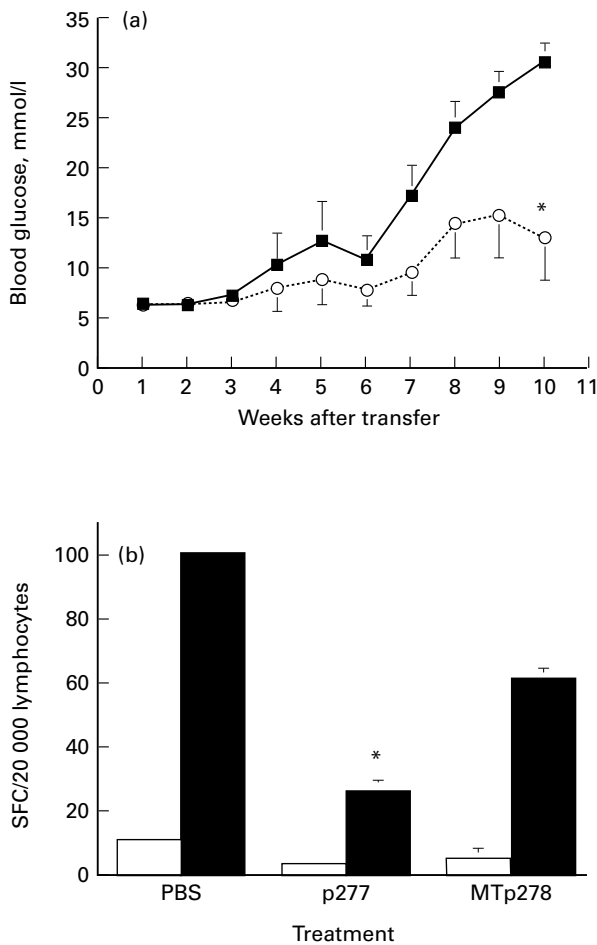 (a)
35
30
25
20
15
10
5
0
Blood glucose, mmol/l
*
0 1 2 3 4 5 6 7 8 9 10 11
Weeks after transfer
(b)
100
80
60
40
20
0
SFC/20 000 lymphocytes
*
PBS p277 MTp278
Treatment